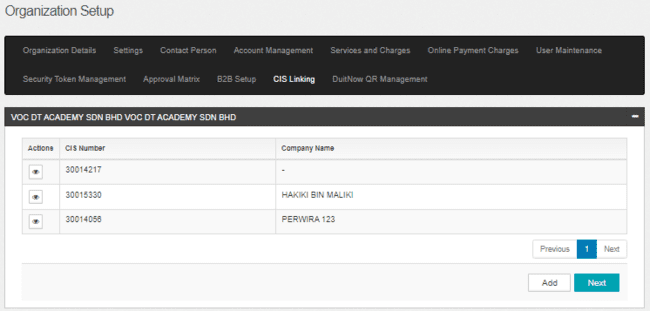 Organization Setup
Organization Details Settings Contact Person Account Management Services and Charges Online Payment Charges User Maintenance
Security Token Management Approval Matrix B2B Setup CIS Linking DuitNow QR Management
VOC DT ACADEMY SDN BHD VOC DT ACADEMY SDN BHD
Actions CIS Number Company Name
30014217 -
30015330 HAKIKI BIN MALIKI
30014056 PERWIRA 123
Previous 1 Next
Add Next